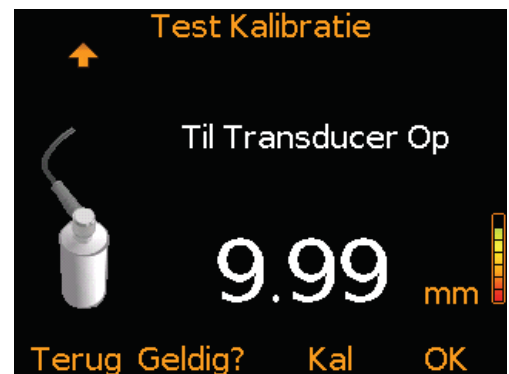 Test Kalibratie
Til Transducer Op
9.99 mm
Terug Geldig? Kal OK